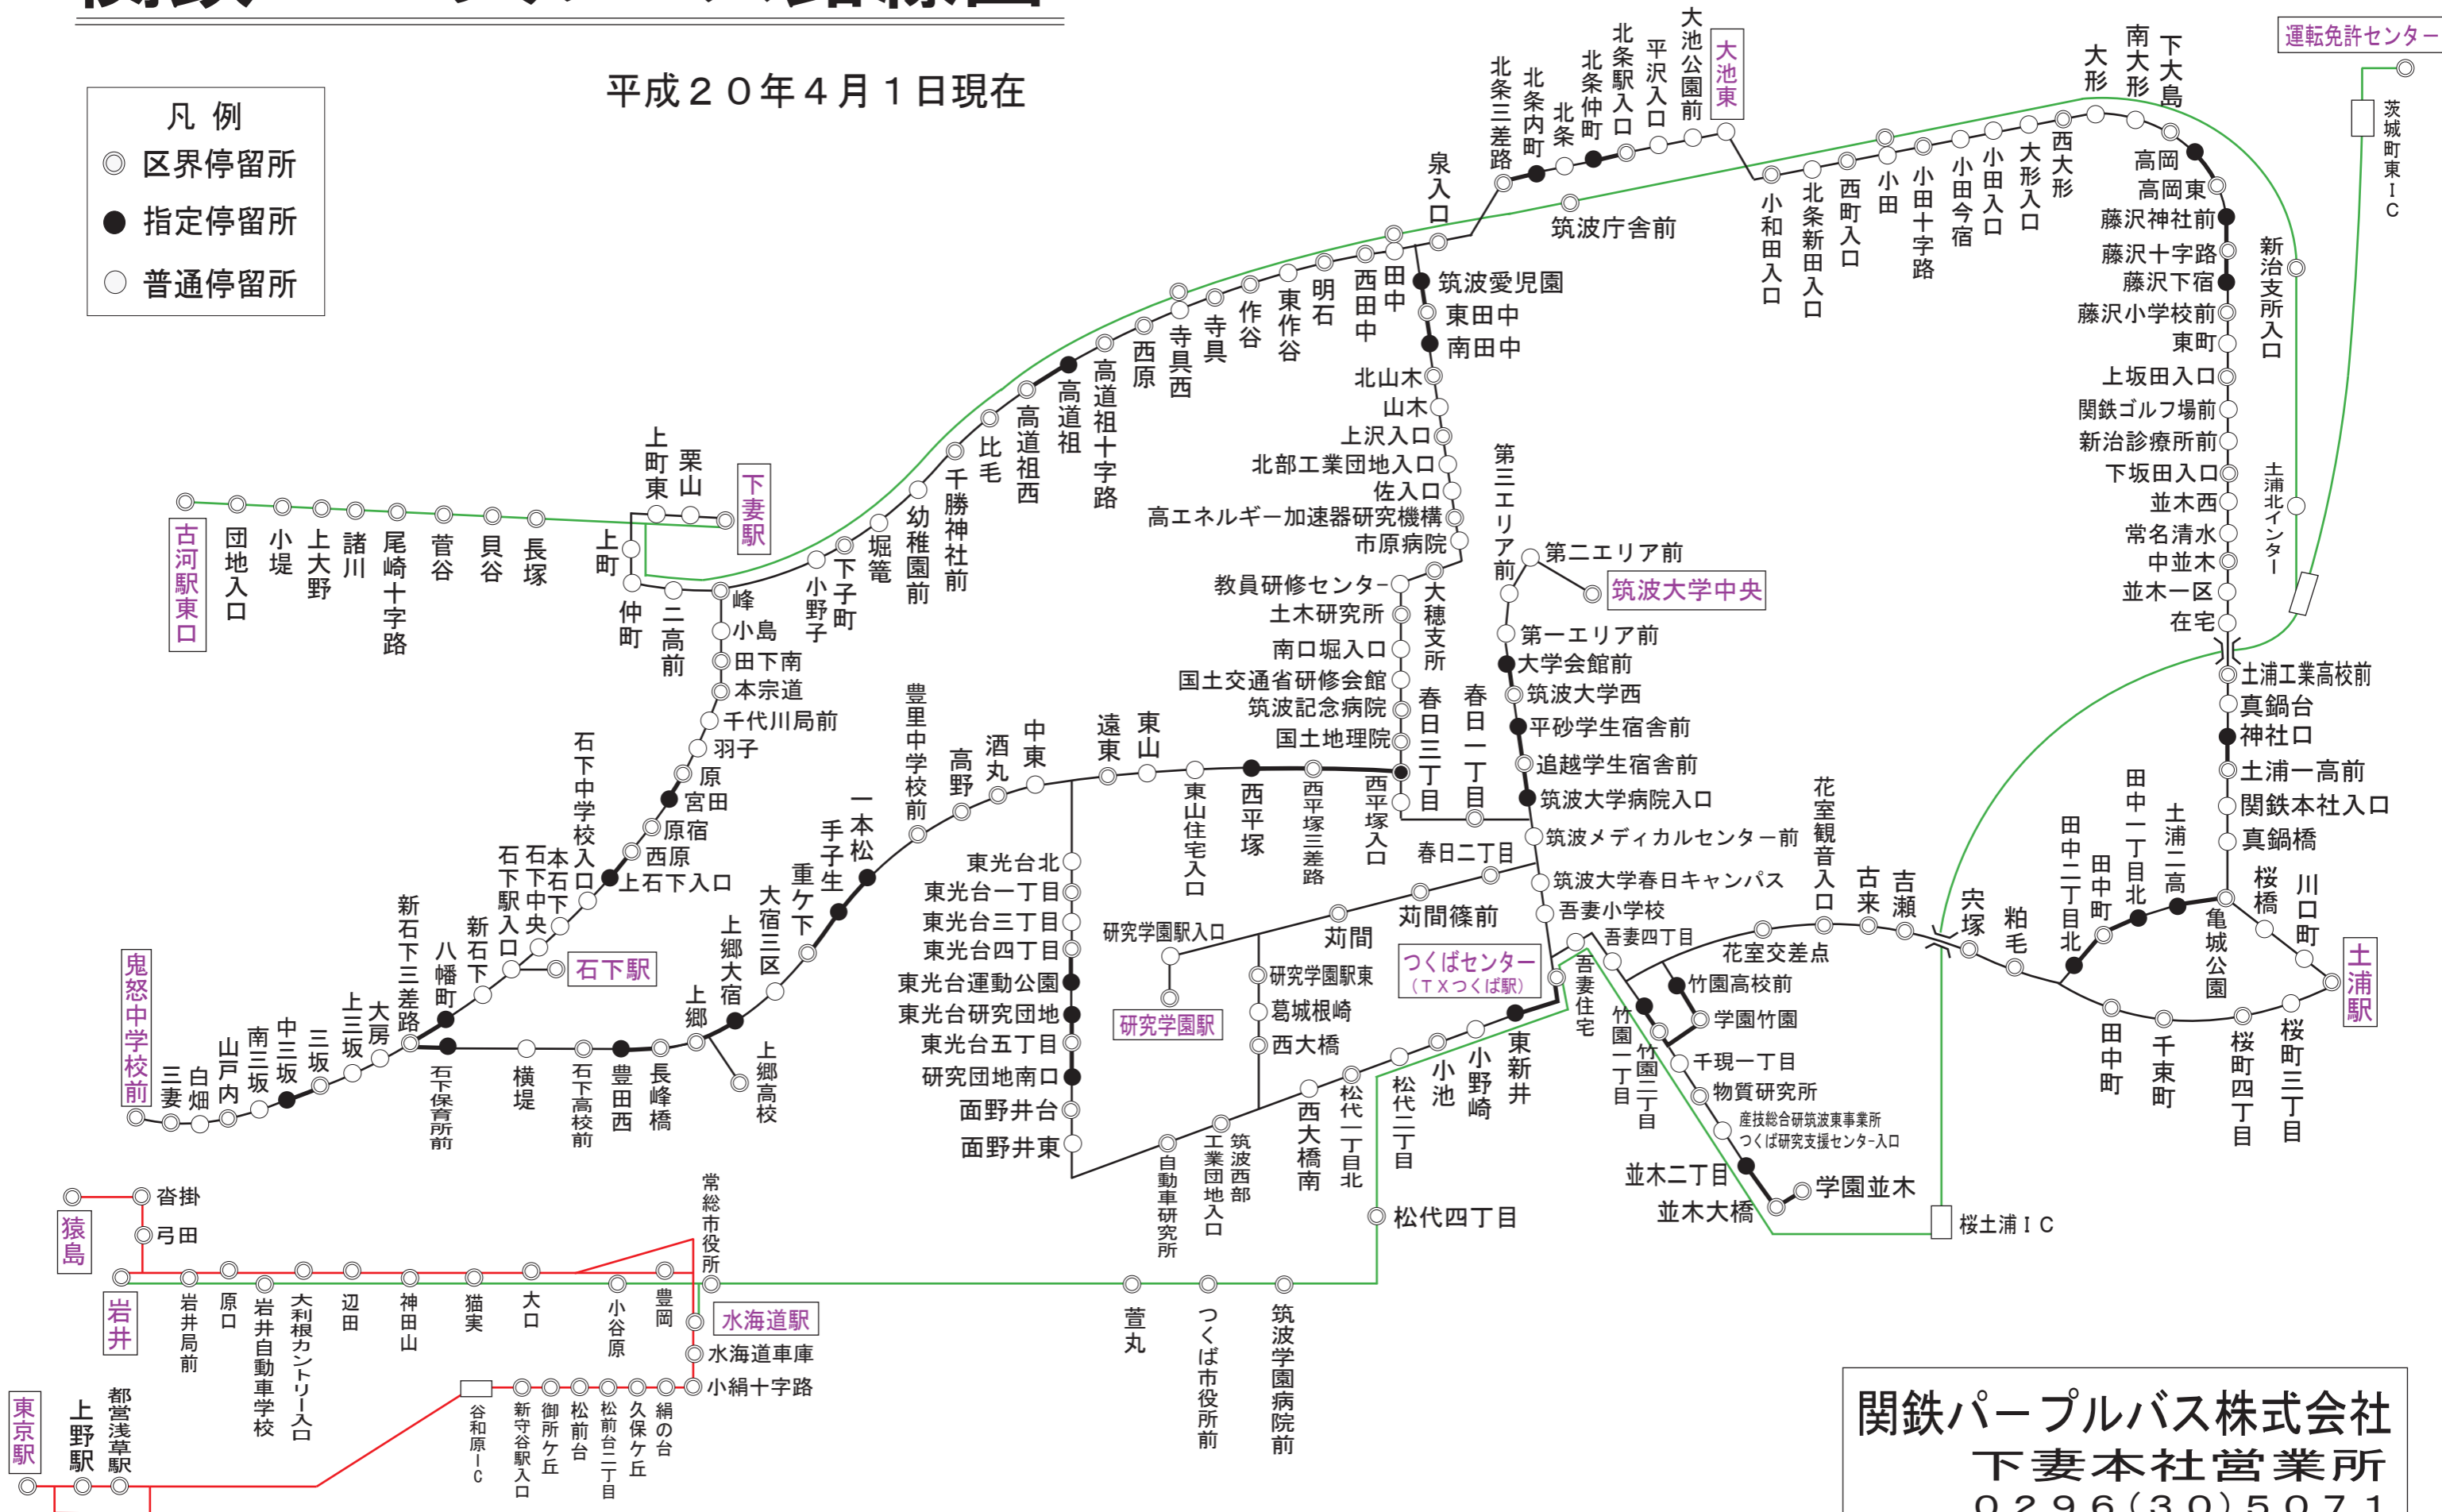 平成２０年４月１日現在
凡 例
区界停留所
指定停留所
普通停留所
運転免許センター
茨城町東ＩＣ
新治支所入口
土浦北インター
桜土浦ＩＣ
古河駅東口
団地入口
小堤
上大野
諸川
尾崎十字路
菅谷
貝谷
長塚
下妻駅
栗山
上町東
上町
仲町
二高前
峰
小野子
下子町
堀篭
幼稚園前
千勝神社前
比毛
高道祖西
高道祖
高道祖十字路
西原
寺具西
寺具
作谷
東作谷
明石
西田中
田中
泉入口
北条三差路
北条内町
北条
北条仲町
北条駅入口
平沢入口
大池公園前
大池東
筑波庁舎前
小和田入口
北条新田入口
西町入口
小田
小田十字路
小田今宿
小田入口
大形入口
西大形
大形
南大形
下大島
高岡
高岡東
藤沢神社前
藤沢十字路
藤沢下宿
藤沢小学校前
東町
上坂田入口
関鉄ゴルフ場前
新治診療所前
下坂田入口
並木西
常名清水
中並木
並木一区
在宅
土浦工業高校前
真鍋台
神社口
土浦一高前
関鉄本社入口
真鍋橋
亀城公園
桜橋
川口町
土浦駅
桜町三丁目
桜町四丁目
千束町
田中町
土浦二高
田中一丁目北
田中町
田中二丁目北
粕毛
宍塚
吉瀬
古来
花室観音入口
花室交差点
筑波愛児園
東田中
南田中
北山木
山木
上沢入口
北部工業団地入口
佐入口
高エネルギー加速器研究機構
市原病院
大穂支所
教員研修センター
土木研究所
南口堀入口
国土交通省研修会館
筑波記念病院
国土地理院
春日三丁目
春日一丁目
第三エリア前
第二エリア前
筑波大学中央
第一エリア前
大学会館前
筑波大学西
平砂学生宿舎前
追越学生宿舎前
筑波大学病院入口
筑波メディカルセンター前
筑波大学春日キャンパス
吾妻小学校
つくばセンター
（ＴＸつくば駅）
吾妻四丁目
吾妻住宅
竹園高校前
学園竹園
竹園一丁目
竹園二丁目
千現一丁目
物質研究所
産技総合研筑波東事業所
つくば研究支援センター入口
並木二丁目
並木大橋
学園並木
小島
田下南
本宗道
千代川局前
羽子
原
宮田
原宿
西原
上石下入口
石下中学校入口
本石下
石下中央
石下駅入口
石下駅
新石下
八幡町
新石下三差路
大房
上三坂
三坂
中三坂
南三坂
山戸内
白畑
三妻
鬼怒中学校前
石下保育所前
横堤
石下高校前
豊田西
長峰橋
上郷
上郷高校
上郷大宿
大宿三区
重ケ下
手子生
一本松
豊里中学校前
高野
酒丸
中東
遠東
東山
東山住宅入口
西平塚
西平塚三差路
西平塚入口
東光台北
東光台一丁目
東光台三丁目
東光台四丁目
東光台運動公園
東光台研究団地
東光台五丁目
研究団地南口
面野井台
面野井東
自動車研究所
筑波西部
工業団地入口
西大橋南
松代一丁目北
松代二丁目
小池
小野崎
東新井
春日二丁目
苅間篠前
苅間
研究学園駅入口
研究学園駅
研究学園駅東
葛城根崎
西大橋
松代四丁目
筑波学園病院前
つくば市役所前
萱丸
常総市役所
水海道駅
水海道車庫
小絹十字路
絹の台
久保ケ丘
松前台二丁目
松前台
御所ケ丘
新守谷駅入口
谷和原ＩＣ
猿島
沓掛
弓田
岩井
岩井局前
原口
岩井自動車学校
大利根カントリー入口
辺田
神田山
猫実
大口
小谷原
豊岡
東京駅
上野駅
都営浅草駅
関鉄パープルバス株式会社
下妻本社営業所
０２９６(３０)５０７１